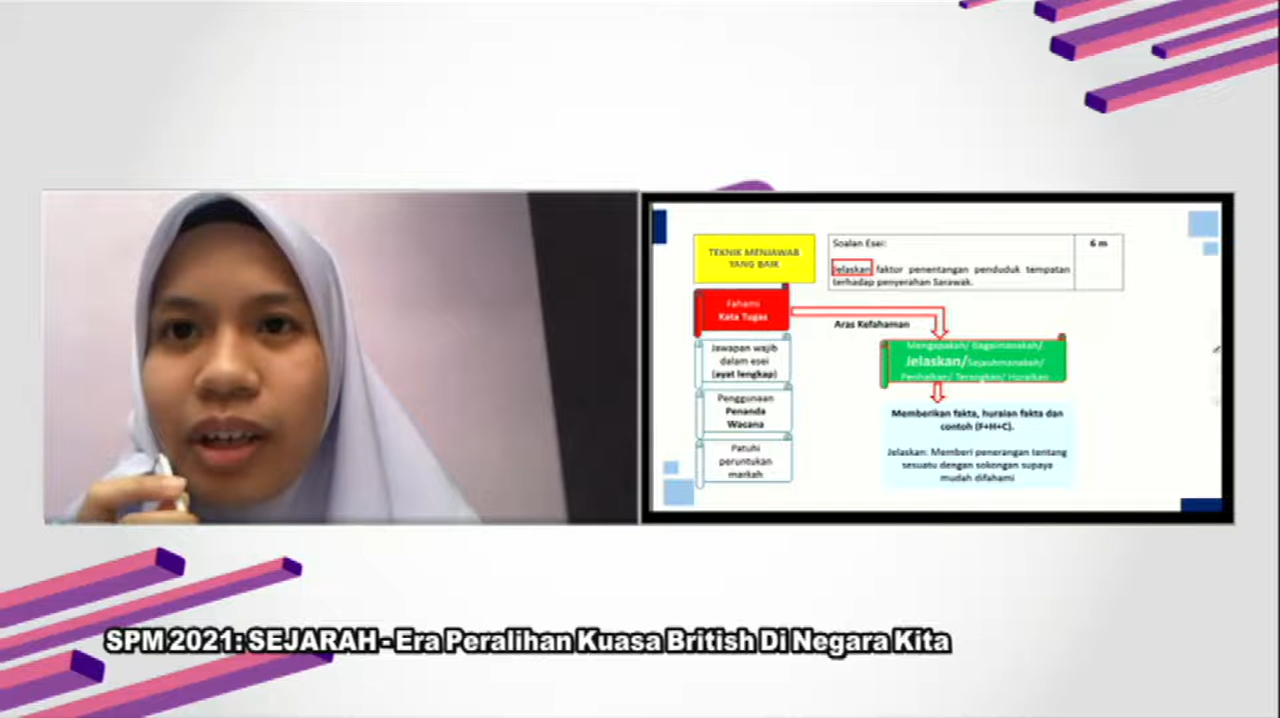 TEKNIK MENJAWAB
YANG BAIK
Soalan Esei:
6 m
Jelaskan faktor penentangan penduduk tempatan
terhadap penyerahan Sarawak.
Fahami
Kata Tugas
Aras Kefahaman
Mengapakah/ Bagaimanakah/
Jelaskan/Sejauhmanakah/
Perihalkan/ Terangkan/ Huraikan
Jawapan wajib
dalam esei
(ayat lengkap)
Penggunaan
Penanda
Wacana
Patuhi
peruntukan
markah
Memberikan fakta, huraian fakta dan
contoh (F+H+C).
Jelaskan: Memberi penerangan tentang
sesuatu dengan sokongan supaya
mudah difahami
SPM 2021: SEJARAH - Era Peralihan Kuasa British Di Negara Kita